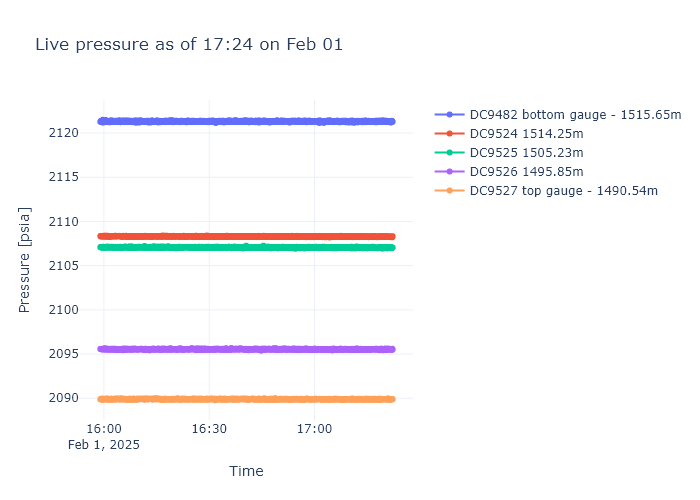 Live pressure as of 17:24 on Feb 01
DC9482 bottom gauge - 1515.65m
DC9524 1514.25m
DC9525 1505.23m
DC9526 1495.85m
DC9527 top gauge - 1490.54m
Pressure [psia]
2120
2115
2110
2105
2100
2095
2090
16:00
Feb 1, 2025
16:30
17:00
Time